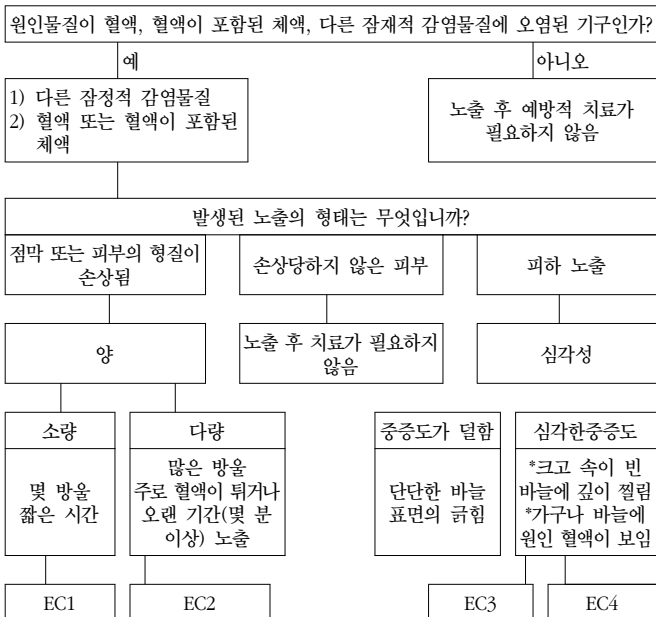 원인물질이 혈액, 혈액이 포함된 체액, 다른 잠재적 감염물질에 오염된 기구인가?
예
아니오
1) 다른 잠정적 감염물질
2) 혈액 또는 혈액이 포함된
체액
노출 후 예방적 치료가
필요하지 않음
발생된 노출의 형태는 무엇입니까?
점막 또는 피부의 형질이
손상됨
손상당하지 않은 피부
피하 노출
양
노출 후 치료가 필요하지
않음
심각성
소량
다량
중증도가 덜함
심각한중증도
몇 방울
짧은 시간
많은 방울
주로 혈액이 튀거나
오랜 기간(몇 분
이상) 노출
단단한 바늘
표면의 긁힘
*크고 속이 빈
바늘에 깊이 찔림
*가구나 바늘에
원인 혈액이 보임
EC1
EC2
EC3
EC4